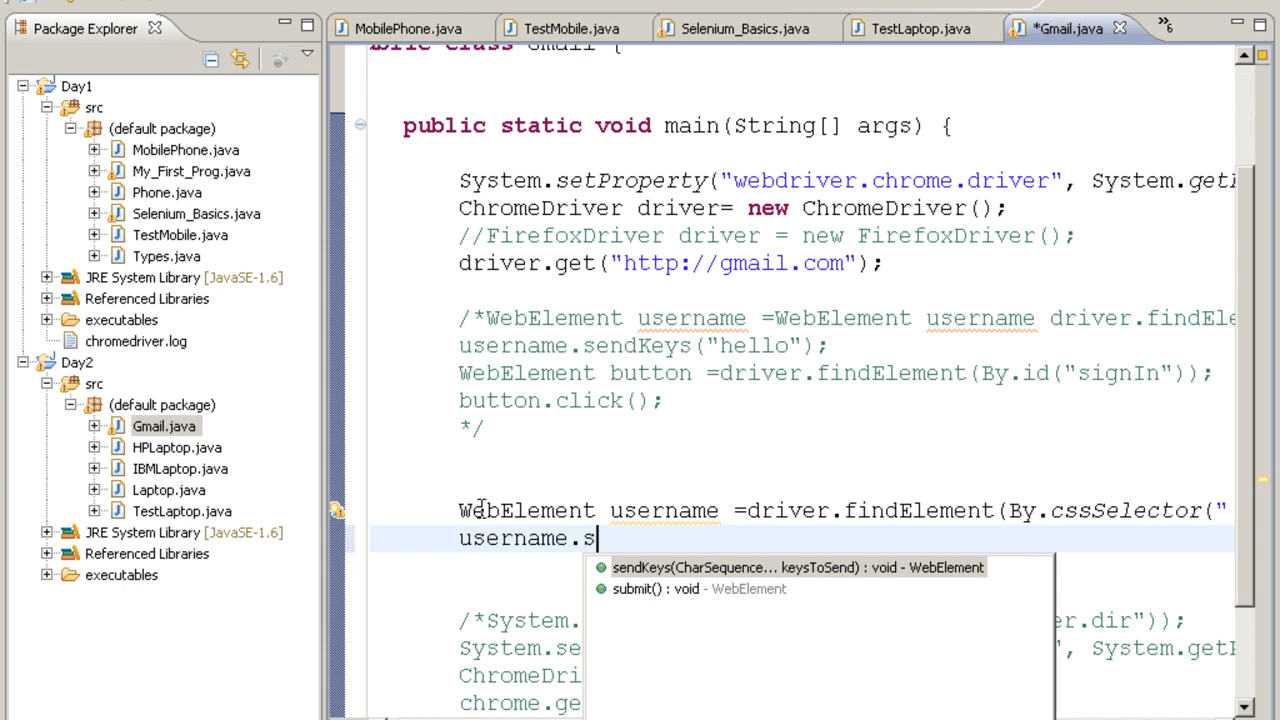 Package Explorer
MobilePhone.java
TestMobile.java
Selenium_Basics.java
TestLaptop.java
*Gmail.java
»6
Day1
src
(default package)
MobilePhone.java
My_First_Prog.java
Phone.java
Selenium_Basics.java
TestMobile.java
Types.java
JRE System Library [JavaSE-1.6]
Referenced Libraries
executables
chromedriver.log
Day2
src
(default package)
Gmail.java
HPLaptop.java
IBMLaptop.java
Laptop.java
TestLaptop.java
JRE System Library [JavaSE-1.6]
Referenced Libraries
executables
class Gmail {
public static void main(String[] args) {
System.setProperty("webdriver.chrome.driver", System.get
ChromeDriver driver= new ChromeDriver();
//FirefoxDriver driver = new FirefoxDriver();
driver.get("http://gmail.com");
/*WebElement username =WebElement username driver.findEle
username.sendKeys("hello");
WebElement button =driver.findElement(By.id("signIn"));
button.click();
*/
WebElement username =driver.findElement(By.cssSelector("
username.s
sendKeys(CharSequence... keysToSend) : void - WebElement
submit() : void - WebElement
/*System. er.dir"));
System.se ", System.get
ChromeDri
chrome.ge